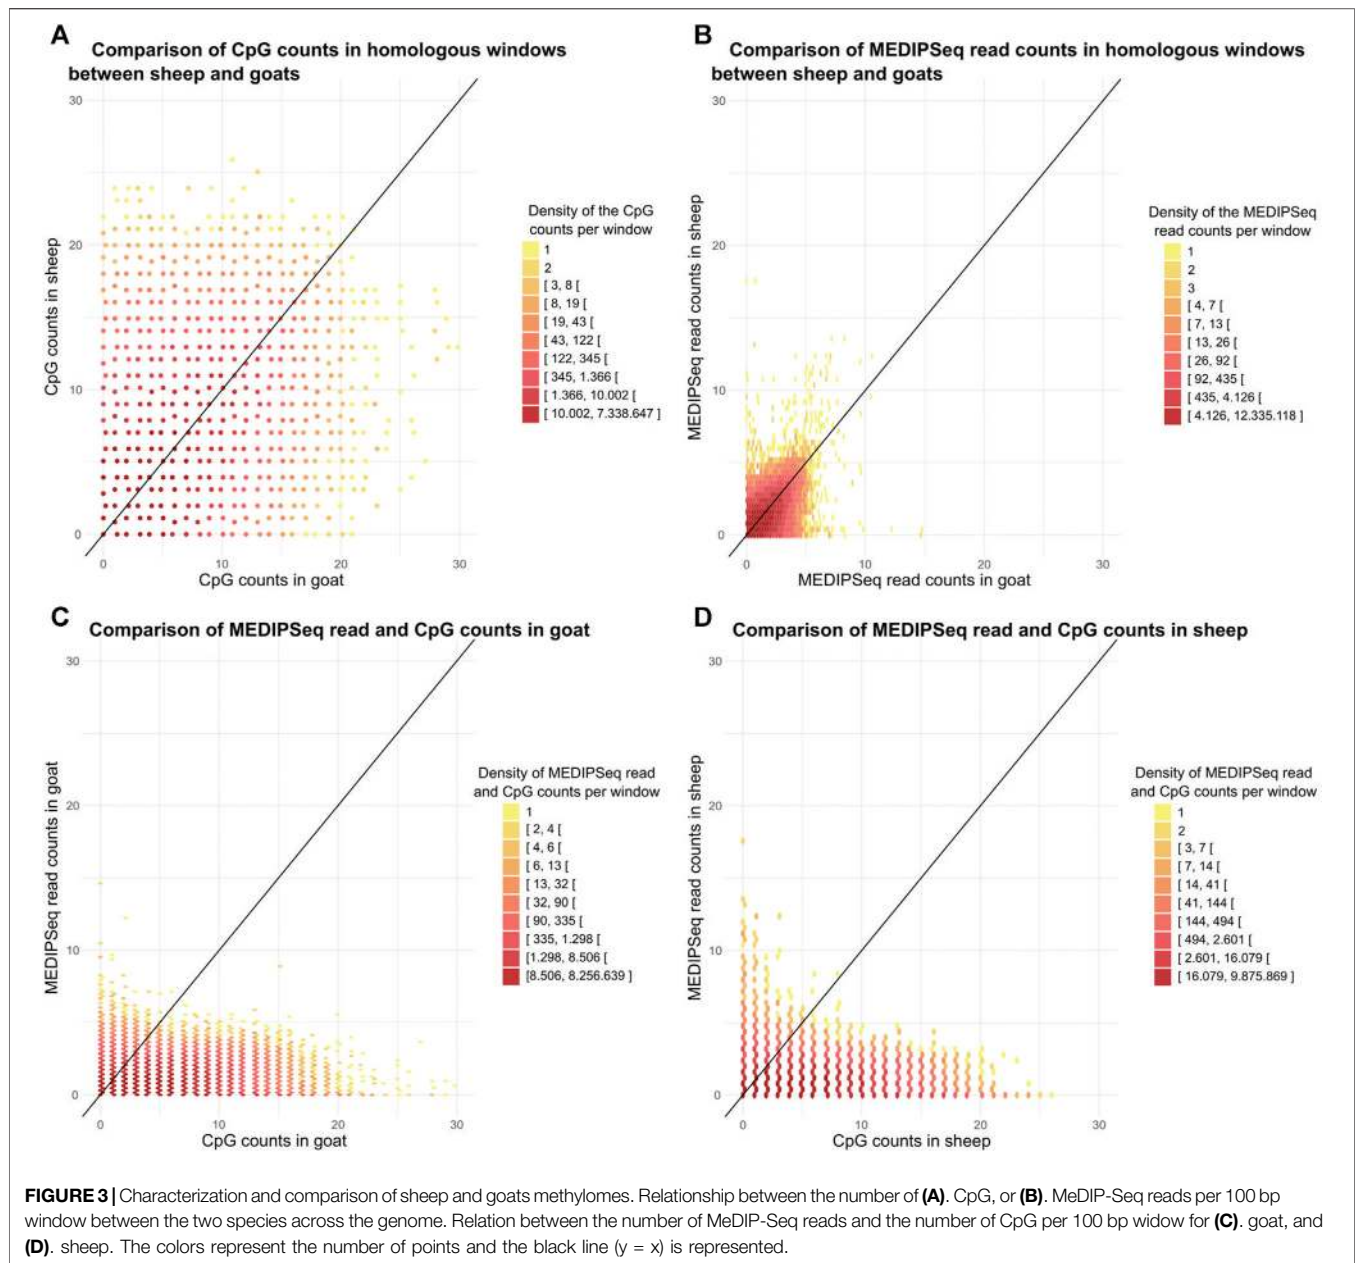 A
Comparison of CpG counts in homologous windows
between sheep and goats
30
20
10
0
CpG counts in sheep
0 10 20 30
CpG counts in goat
Density of the CpG
counts per window
1
2
[ 3, 8 [
[ 8, 19 [
[ 19, 43 [
[ 43, 122 [
[ 122, 345 [
[ 345, 1.366 [
[ 1.366, 10.002 [
[ 10.002, 7.338.647 ]
B
Comparison of MEDIPSeq read counts in homologous windows
between sheep and goats
30
20
10
0
MEDIPSeq read counts in sheep
0 10 20 30
MEDIPSeq read counts in goat
Density of the MEDIPSeq
read counts per window
1
2
3
[ 4, 7 [
[ 7, 13 [
[ 13, 26 [
[ 26, 92 [
[ 92, 435 [
[ 435, 4.126 [
[ 4.126, 12.335.118 ]
C
Comparison of MEDIPSeq read and CpG counts in goat
30
20
10
0
MEDIPSeq read counts in goat
0 10 20 30
CpG counts in goat
Density of MEDIPSeq read
and CpG counts per window
1
[ 2, 4 [
[ 4, 6 [
[ 6, 13 [
[ 13, 32 [
[ 32, 90 [
[ 90, 335 [
[ 335, 1.298 [
[1.298, 8.506 [
[8.506, 8.256.639 ]
D
Comparison of MEDIPSeq read and CpG counts in sheep
30
20
10
0
MEDIPSeq read counts in sheep
0 10 20 30
CpG counts in sheep
Density of MEDIPSeq read
and CpG counts per window
1
2
[ 3, 7 [
[ 7, 14 [
[ 14, 41 [
[ 41, 144 [
[ 144, 494 [
[ 494, 2.601 [
[ 2.601, 16.079 [
[ 16.079, 9.875.869 ]
FIGURE 3 | Characterization and comparison of sheep and goats methylomes. Relationship between the number of (A). CpG, or (B). MeDIP-Seq reads per 100 bp
window between the two species across the genome. Relation between the number of MeDIP-Seq reads and the number of CpG per 100 bp widow for (C). goat, and
(D). sheep. The colors represent the number of points and the black line (y = x) is represented.